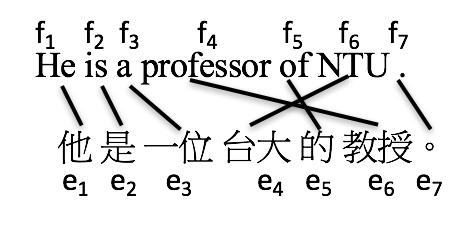 f1 f2 f3 f4 f5 f6 f7
He is a professor of NTU .
他 是 一位 台大 的 教授。
e1 e2 e3 e4 e5 e6 e7